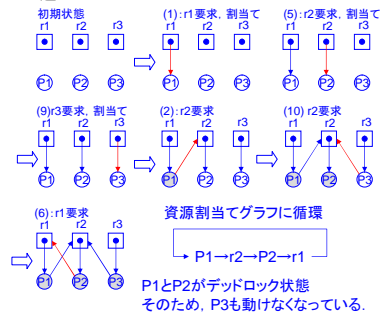 初期状態
r1 r2 r3
P1 P2 P3
(1):r1要求, 割当て
r1 r2 r3
P1 P2 P3
(5):r2要求, 割当て
r1 r2 r3
P1 P2 P3
(9)r3要求, 割当て
r1 r2 r3
P1 P2 P3
(2):r2要求
r1 r2 r3
P1 P2 P3
(10) r2要求
r1 r2 r3
P1 P2 P3
(6):r1要求
r1 r2 r3
P1 P2 P3
資源割当てグラフに循環
P1→r2→P2→r1
P1とP2がデッドロック状態
そのため, P3も動けなくなっている.